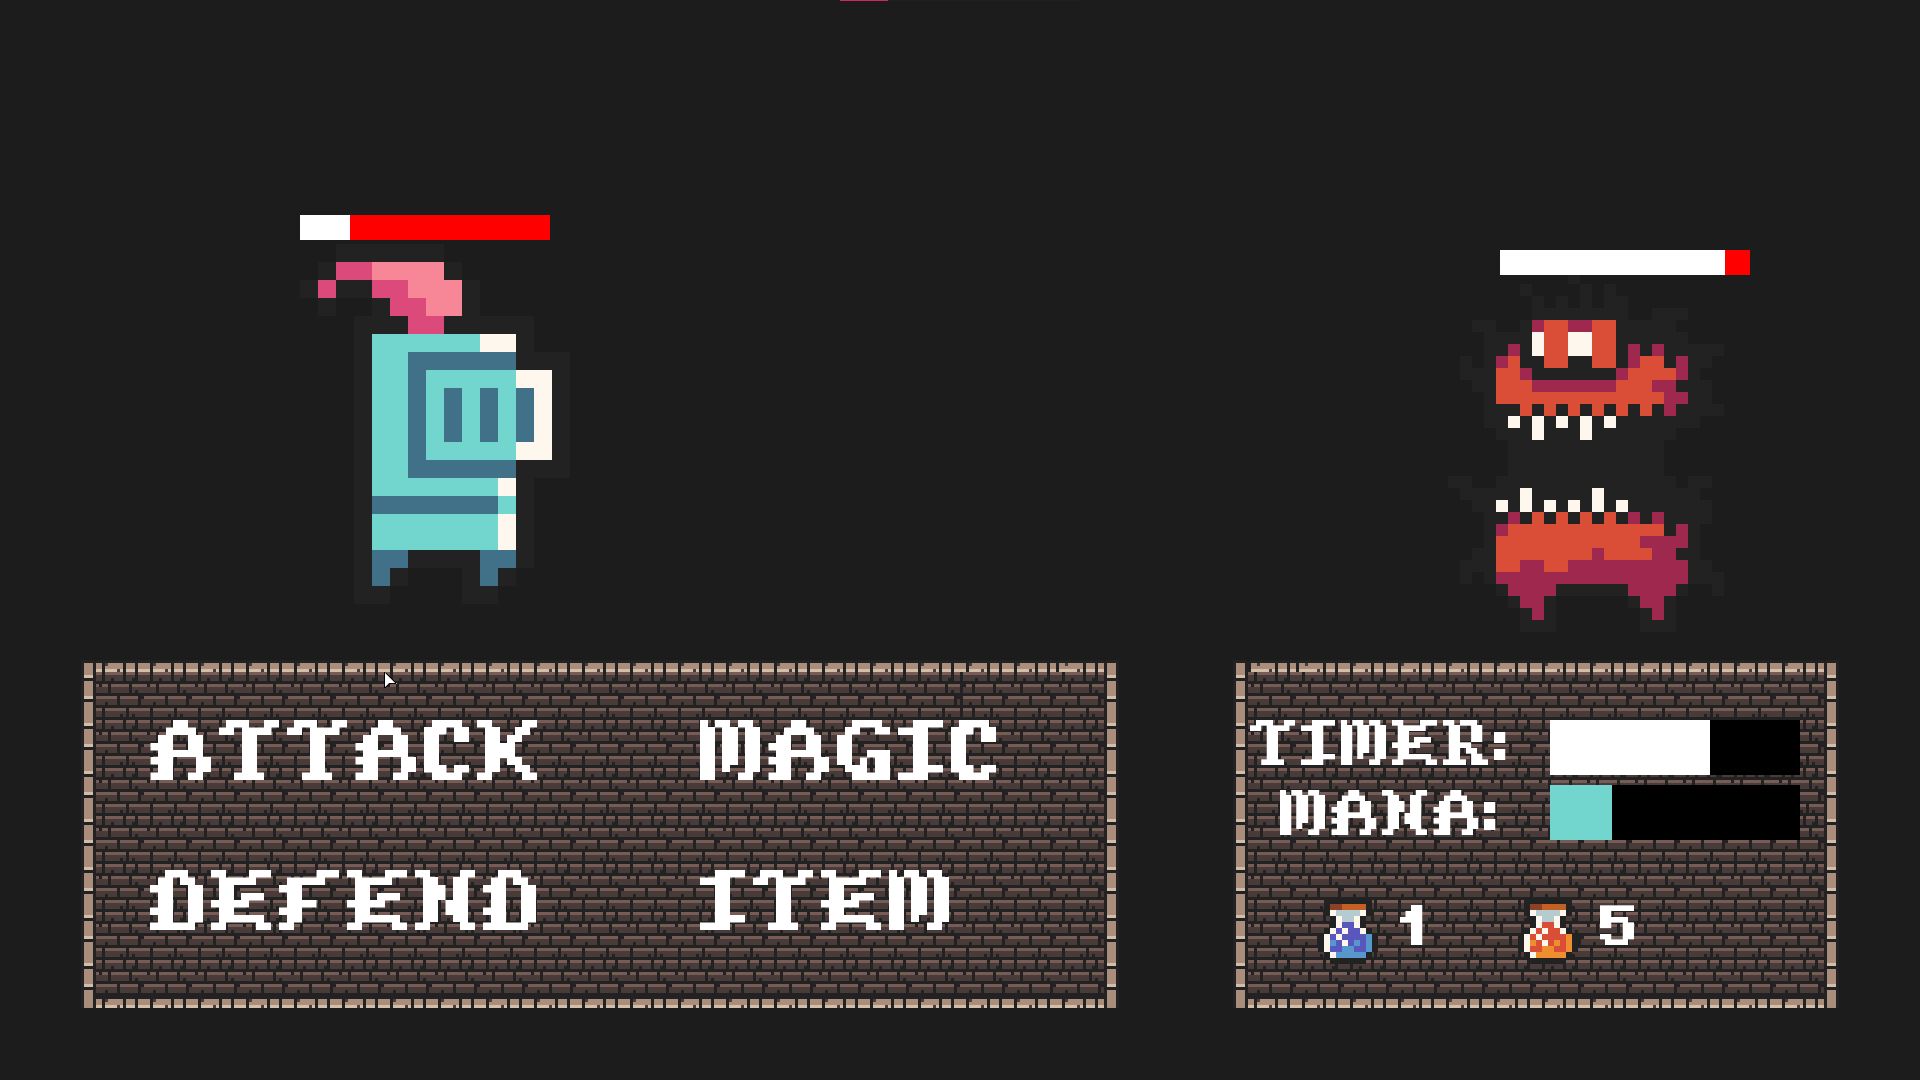 ATTACK MAGIC
DEFEND ITEM
TIMER:
MANA:
1 5